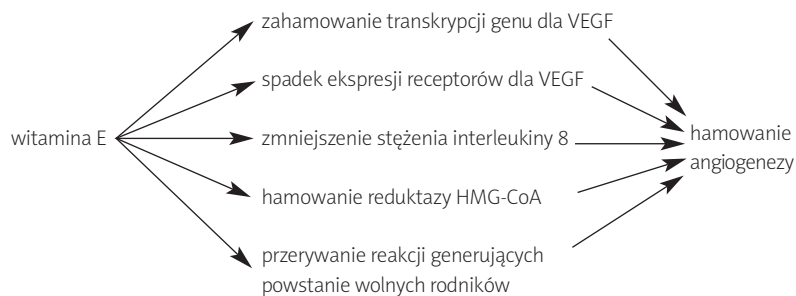 zahamowanie transkrypcji genu dla VEGF
spadek ekspresji receptorów dla VEGF
witamina E
zmniejszenie stężenia interleukiny 8
hamowanie
angiogenezy
hamowanie reduktazy HMG-CoA
przerywanie reakcji generujących
powstanie wolnych rodników